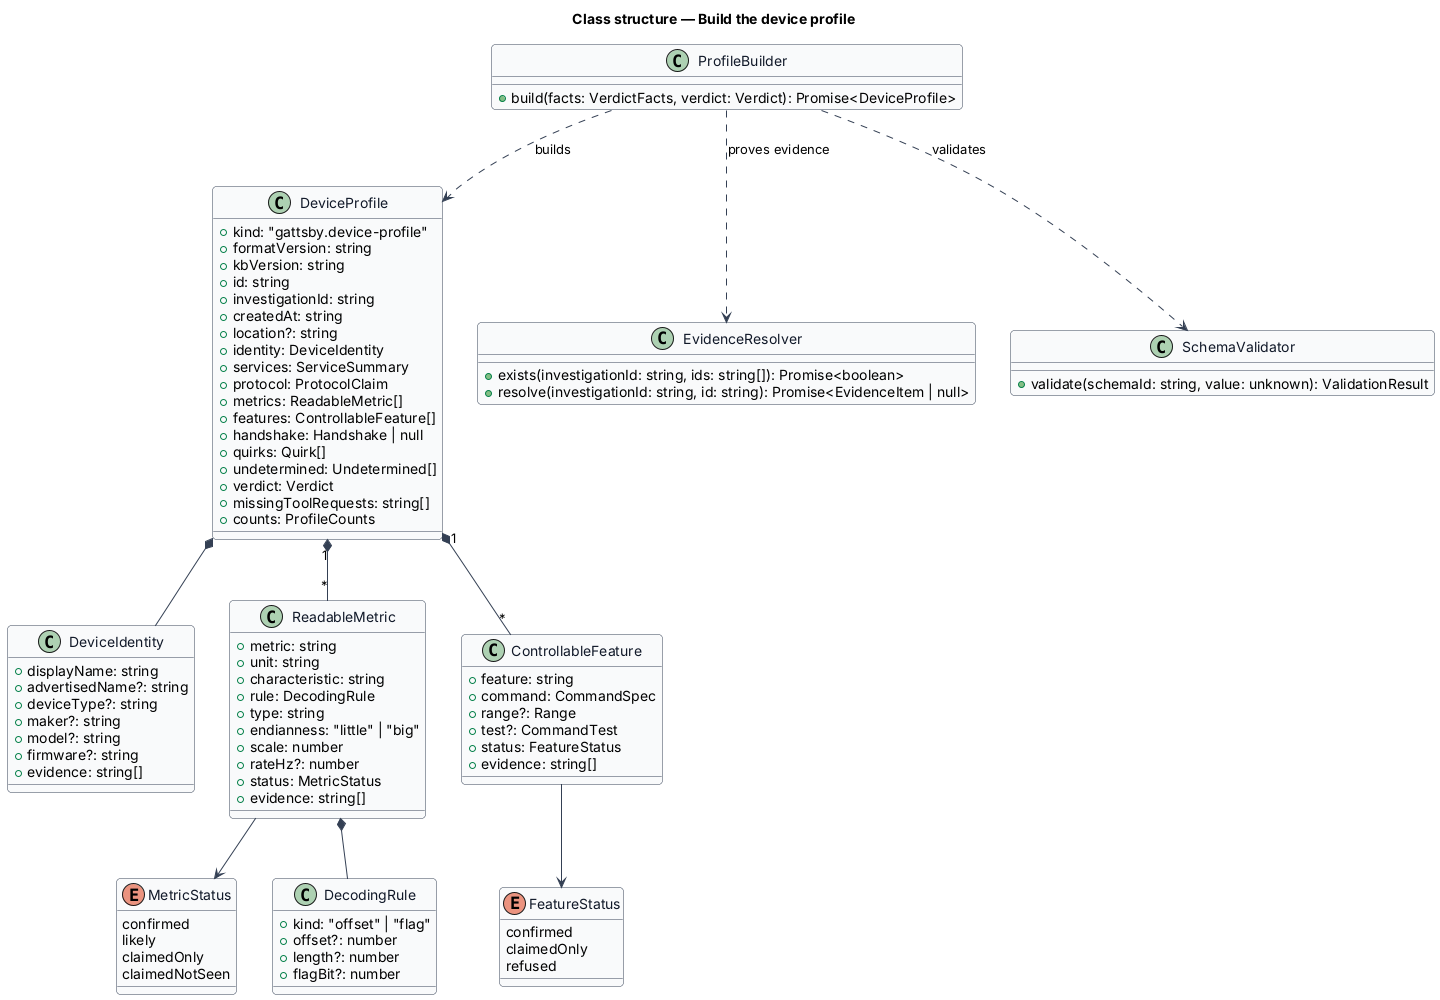 Class structure — Build the device profile
C ProfileBuilder
build(facts: VerdictFacts, verdict: Verdict): Promise<DeviceProfile>
builds
proves evidence
validates
C DeviceProfile
kind: "gattsby.device-profile"
formatVersion: string
kbVersion: string
id: string
investigationId: string
createdAt: string
location?: string
identity: DeviceIdentity
services: ServiceSummary
protocol: ProtocolClaim
metrics: ReadableMetric[]
features: ControllableFeature[]
handshake: Handshake | null
quirks: Quirk[]
undetermined: Undetermined[]
verdict: Verdict
missingToolRequests: string[]
counts: ProfileCounts
C EvidenceResolver
exists(investigationId: string, ids: string[]): Promise<boolean>
resolve(investigationId: string, id: string): Promise<EvidenceItem | null>
C SchemaValidator
validate(schemaId: string, value: unknown): ValidationResult
1
*
1
*
C DeviceIdentity
displayName: string
advertisedName?: string
deviceType?: string
maker?: string
model?: string
firmware?: string
evidence: string[]
C ReadableMetric
metric: string
unit: string
characteristic: string
rule: DecodingRule
type: string
endianness: "little" | "big"
scale: number
rateHz?: number
status: MetricStatus
evidence: string[]
C ControllableFeature
feature: string
command: CommandSpec
range?: Range
test?: CommandTest
status: FeatureStatus
evidence: string[]
E MetricStatus
confirmed
likely
claimedOnly
claimedNotSeen
C DecodingRule
kind: "offset" | "flag"
offset?: number
length?: number
flagBit?: number
E FeatureStatus
confirmed
claimedOnly
refused